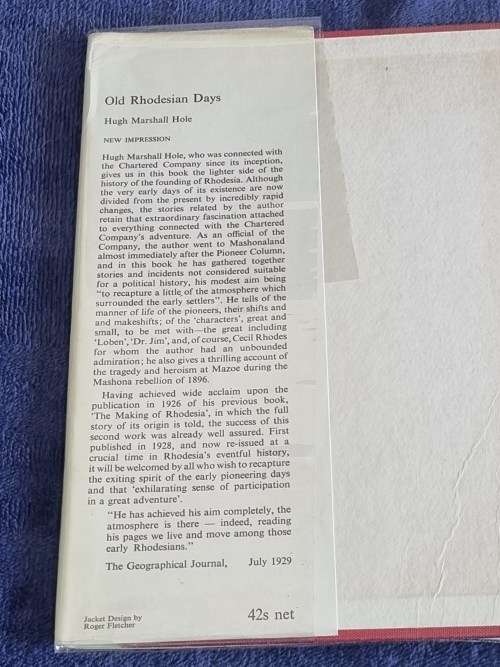 Old Rhodesian Days
Hugh Marshall Hole
NEW IMPRESSION
Hugh Marshall Hole, who was connected with
the Chartered Company since its inception,
gives us in this book the lighter side of the
history of the founding of Rhodesia. Although
the very early days of its existence are now
divided from the present by incredibly rapid
changes, the stories related by the author
retain that extraordinary fascination attached
to everything connected with the Chartered
Company's adventure. As an official of the
Company, the author went to Mashonaland
almost immediately after the Pioneer Column,
and in this book he has gathered together
stories and incidents not considered suitable
for a political history, his modest aim being
"to recapture a little of the atmosphere which
surrounded the early settlers". He tells of the
manner of life of the pioneers, their shifts and
and makeshifts; of the 'characters', great and
small, to be met with—the great including
'Loben', 'Dr. Jim', and, of course, Cecil Rhodes
for whom the author had an unbounded
admiration; he also gives a thrilling account of
the tragedy and heroism at Mazoe during the
Mashona rebellion of 1896.
Having achieved wide acclaim upon the
publication in 1926 of his previous book,
'The Making of Rhodesia', in which the full
story of its origin is told, the success of this
second work was already well assured. First
published in 1928, and now re-issued at a
crucial time in Rhodesia's eventful history,
it will be welcomed by all who wish to recapture
the exiting spirit of the early pioneering days
and that 'exhilarating sense of participation
in a great adventure'.
"He has achieved his aim completely, the
atmosphere is there — indeed, reading
his pages we live and move among those
early Rhodesians."
The Geographical Journal, July 1929
Jacket Design by
Roger Fletcher
42s net